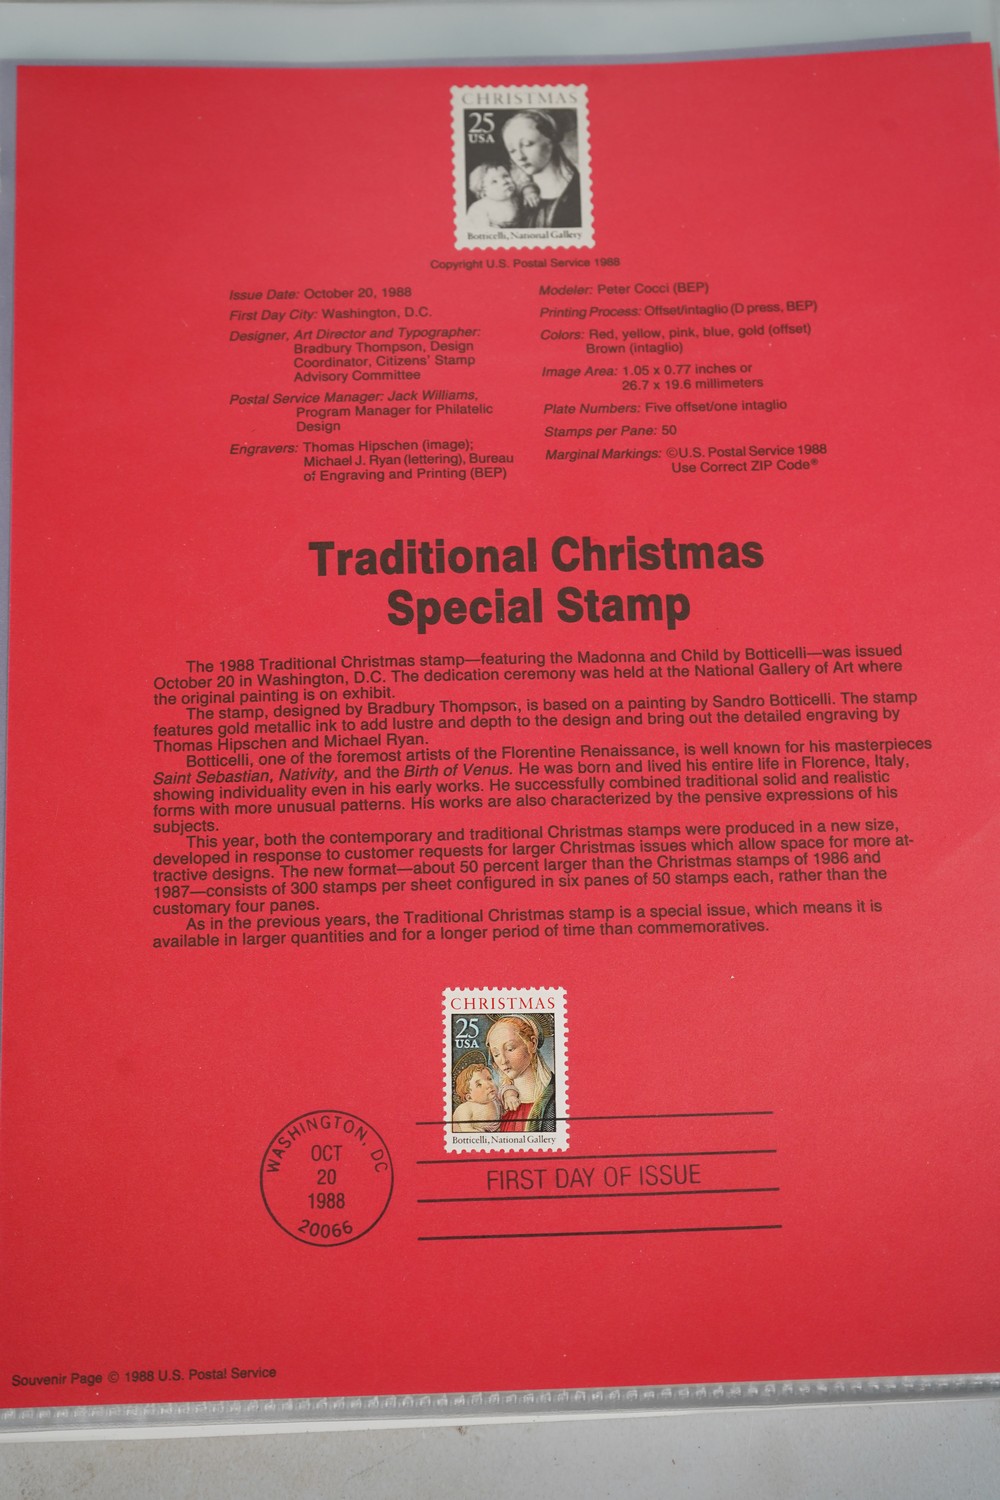 CHRISTMAS
25
USA
Botticelli, National Gallery
Copyright U.S. Postal Service 1988
Issue Date: October 20, 1988
First Day City: Washington, D.C.
Designer, Art Director and Typographer:
Bradbury Thompson, Design
Coordinator, Citizens' Stamp
Advisory Committee
Postal Service Manager: Jack Williams,
Program Manager for Philatelic
Design
Engravers: Thomas Hipschen (image);
Michael J. Ryan (lettering), Bureau
of Engraving and Printing (BEP)
Modeler: Peter Cocci (BEP)
Printing Process: Offset/intaglio (D press, BEP)
Colors: Red, yellow, pink, blue, gold (offset)
Brown (intaglio)
Image Area: 1.05 x 0.77 inches or
26.7 x 19.6 millimeters
Plate Numbers: Five offset/one intaglio
Stamps per Pane: 50
Marginal Markings: ©U.S. Postal Service 1988
Use Correct ZIP Code®
Traditional Christmas
Special Stamp
The 1988 Traditional Christmas stamp—featuring the Madonna and Child by Botticelli—was issued
October 20 in Washington, D.C. The dedication ceremony was held at the National Gallery of Art where
the original painting is on exhibit.
The stamp, designed by Bradbury Thompson, is based on a painting by Sandro Botticelli. The stamp
features gold metallic ink to add lustre and depth to the design and bring out the detailed engraving by
Thomas Hipschen and Michael Ryan.
Botticelli, one of the foremost artists of the Florentine Renaissance, is well known for his masterpieces
Saint Sebastian, Nativity, and the Birth of Venus. He was born and lived his entire life in Florence, Italy,
showing individuality even in his early works. He successfully combined traditional solid and realistic
forms with more unusual patterns. His works are also characterized by the pensive expressions of his
subjects.
This year, both the contemporary and traditional Christmas stamps were produced in a new size,
developed in response to customer requests for larger Christmas issues which allow space for more at-
tractive designs. The new format—about 50 percent larger than the Christmas stamps of 1986 and
1987—consists of 300 stamps per sheet configured in six panes of 50 stamps each, rather than the
customary four panes.
As in the previous years, the Traditional Christmas stamp is a special issue, which means it is
available in larger quantities and for a longer period of time than commemoratives.
CHRISTMAS
25
USA
Botticelli, National Gallery
WASHINGTON, DC
OCT
20
1988
20066
FIRST DAY OF ISSUE
Souvenir Page © 1988 U.S. Postal Service